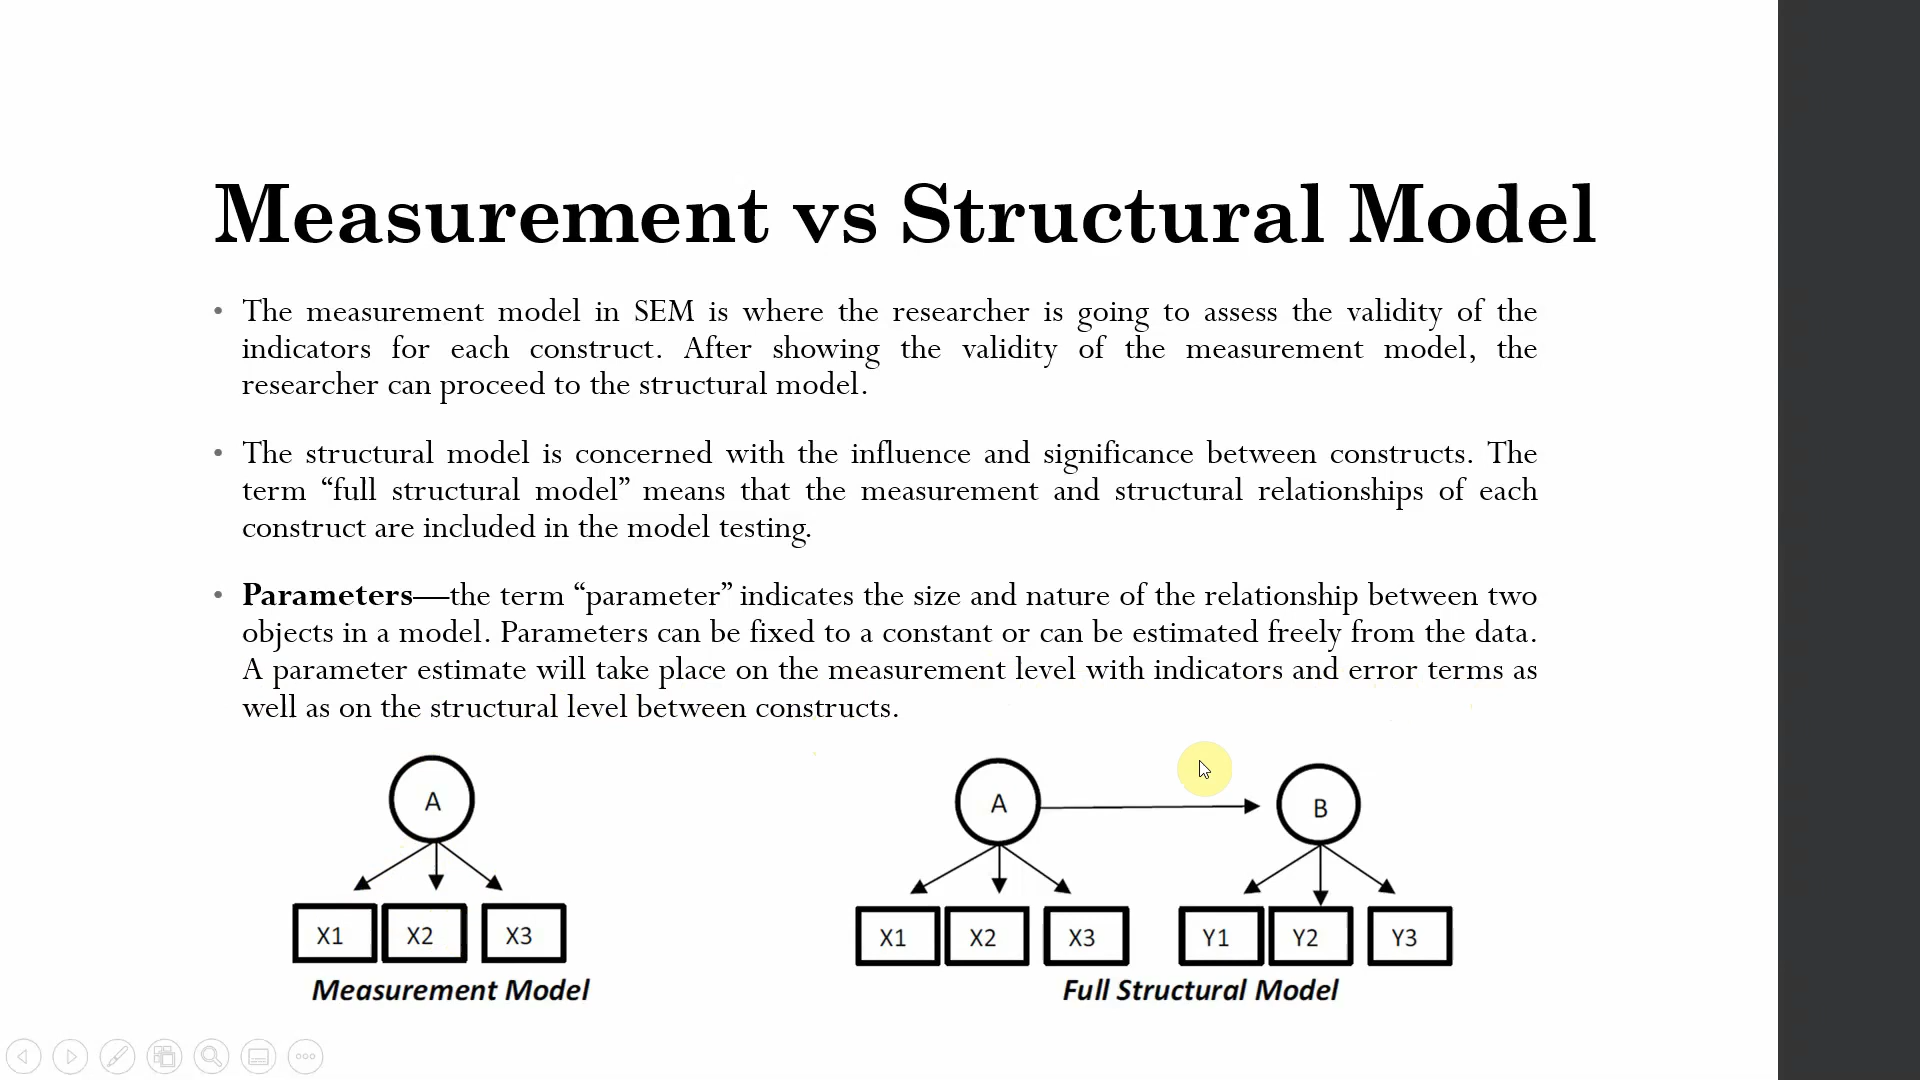 Measurement vs Structural Model
• The measurement model in SEM is where the researcher is going to assess the validity of the
indicators for each construct. After showing the validity of the measurement model, the
researcher can proceed to the structural model.
• The structural model is concerned with the influence and significance between constructs. The
term “full structural model” means that the measurement and structural relationships of each
construct are included in the model testing.
• Parameters—the term “parameter” indicates the size and nature of the relationship between two
objects in a model. Parameters can be fixed to a constant or can be estimated freely from the data.
A parameter estimate will take place on the measurement level with indicators and error terms as
well as on the structural level between constructs.
A
X1 X2 X3
Measurement Model
A B
X1 X2 X3 Y1 Y2 Y3
Full Structural Model